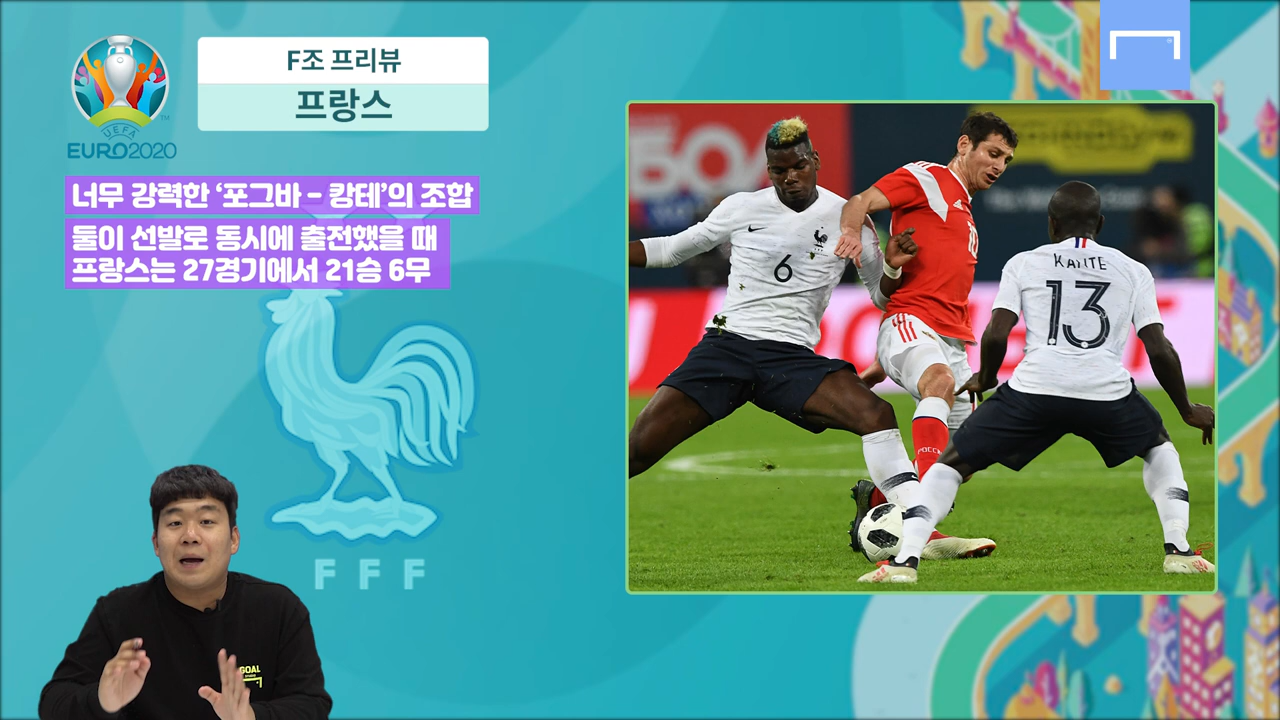 F조 프리뷰
프랑스
UEFA
EURO2020
너무 강력한 ‘포그바 – 캉테’의 조합
둘이 선발로 동시에 출전했을 때
프랑스는 27경기에서 21승 6무
6
10
KANTE
13
РОССИЯ
FFF
GOAL